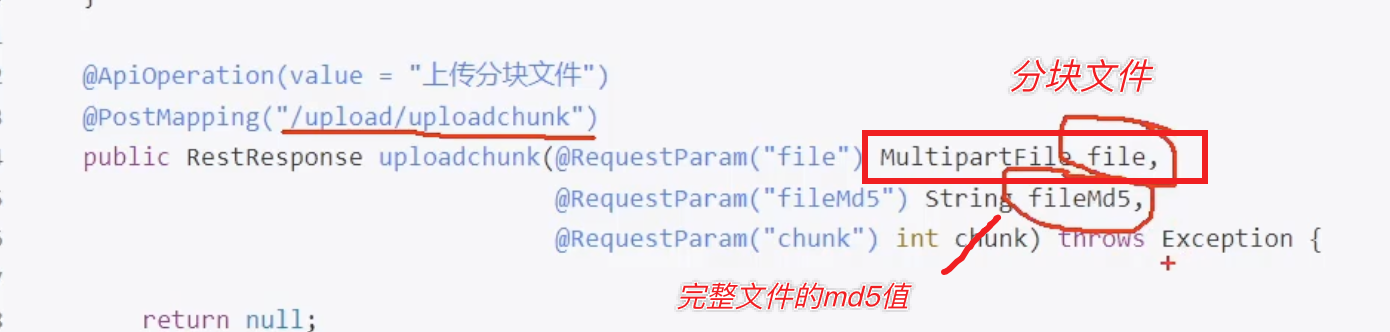 }
@ApiOperation(value = "上传分块文件")
分块文件
@PostMapping("/upload/uploadchunk")
public RestResponse uploadchunk(@RequestParam("file") MultipartFile file,
@RequestParam("fileMd5") String fileMd5,
@RequestParam("chunk") int chunk) throws Exception {
完整文件的md5值
return null;